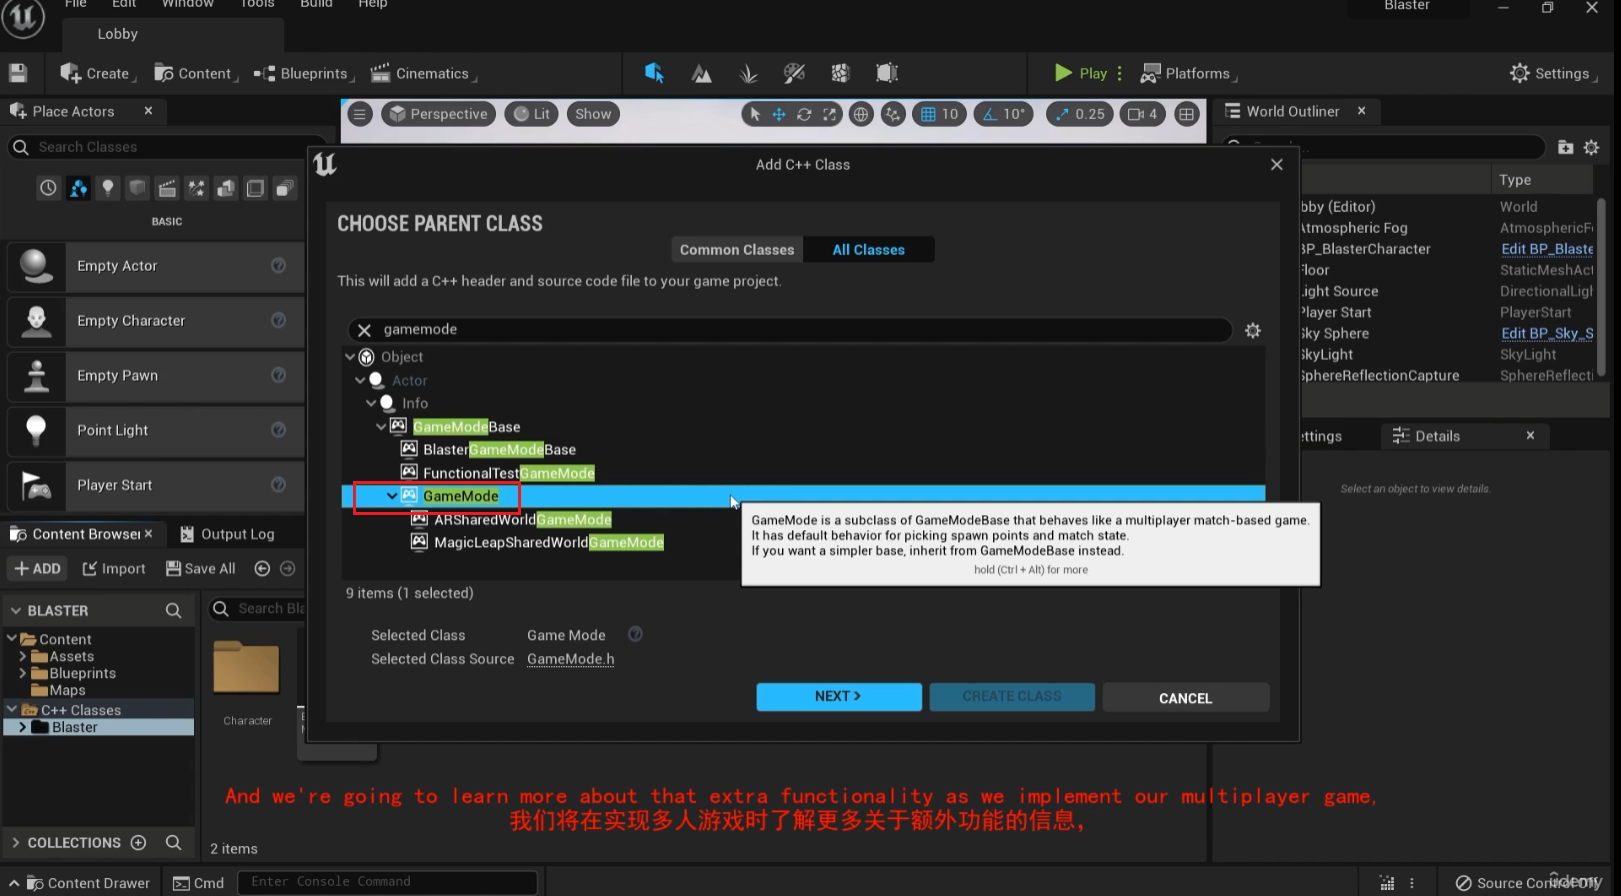 File Edit Window Tools Build Help
Blaster
Lobby
Create Content Blueprints Cinematics Play Platforms Settings
Place Actors
Perspective Lit Show 10 10° 0.25 4
World Outliner
Search Classes
Add C++ Class
Type
BASIC
CHOOSE PARENT CLASS
Common Classes All Classes
This will add a C++ header and source code file to your game project.
gamemode
Object
Actor
Info
GameModeBase
BlasterGameModeBase
FunctionalTestGameMode
GameMode
ARSharedWorldGameMode
MagicLeapSharedWorldGameMode
GameMode is a subclass of GameModeBase that behaves like a multiplayer match-based game.
It has default behavior for picking spawn points and match state.
If you want a simpler base, inherit from GameModeBase instead.
hold (Ctrl + Alt) for more
9 items (1 selected)
Selected Class Game Mode
Selected Class Source GameMode.h
NEXT> CREATE CLASS CANCEL
Empty Actor
Empty Character
Empty Pawn
Point Light
Player Start
bby (Editor) World
Atmospheric Fog AtmosphericF
BP_BlasterCharacter Edit BP_Blaste
Floor StaticMeshAct
Light Source DirectionalLigh
Player Start PlayerStart
Sky Sphere Edit BP_Sky_S
SkyLight SkyLight
SphereReflectionCapture SphereReflecti
ettings Details
Select an object to view details.
Content Browser Output Log
ADD Import Save All
BLASTER Search Bla
Content
Assets
Blueprints
Maps
C++ Classes
Blaster
Character
COLLECTIONS
2 items
And we're going to learn more about that extra functionality as we implement our multiplayer game,
我们将在实现多人游戏时了解更多关于额外功能的信息，
Content Drawer Cmd Enter Console Command Source Control Off
ûdemy